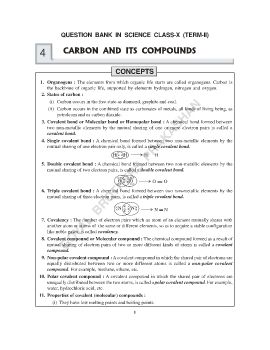 QUESTION BANK IN SCIENCE CLASS-X (TERM-II)
4 CARBON AND ITS COMPOUNDS
CONCEPTS
1. Organogens : The elements from which organic life starts are called organogens. Carbon is
the backbone of organic life, supported by elements hydrogen, nitrogen and oxygen.
2. States of carbon :
(i) Carbon occurs in the free state as diamond, graphite and coal.
(ii) Carbon occurs in the combined state as carbonates of metals, all kinds of living being, as
petroleum and as carbon dioxide.
3. Covalent bond or Molecular bond or Homopolar bond : A chemical bond formed between
two non-metallic elements by the mutual sharing of one or more electron pairs is called a
covalent bond.
4. Single covalent bond : A chemical bond formed between two non-metallic elements by the
mutual sharing of one electron pair only, is called a single covalent bond.
H H
5. Double covalent bond : A chemical bond formed between two non-metallic elements by the
mutual sharing of two electron pairs, is called a double covalent bond.
O = O
6. Triple covalent bond : A chemical bond formed between two non-metallic elements by the
mutual sharing of three electron pairs, is called a triple covalent bond.
N ≡ N
7. Covalency : The number of electron pairs which an atom of an element mutually shares with
another atom or atoms of the same or different elements, so as to acquire a stable configuration
like noble gases, is called covalency.
8. Covalent compound or Molecular compound : The chemical compound formed as a result of
mutual sharing of electron pairs of two or more different kinds of atoms is called a covalent
compound.
9. Non-polar covalent compound : A covalent compound in which the shared pair of electrons are
equally distributed between two or more different atoms is called a non-polar covalent
compound. For example, methane, ethane, etc.
10. Polar covalent compound : A covalent compound in which the shared pair of electrons are
unequally distributed between the two atoms, is called a polar covalent compound. For example,
water, hydrochloric acid, etc.
11. Properties of covalent (molecular) compounds :
(i) They have low melting points and boiling points.
1